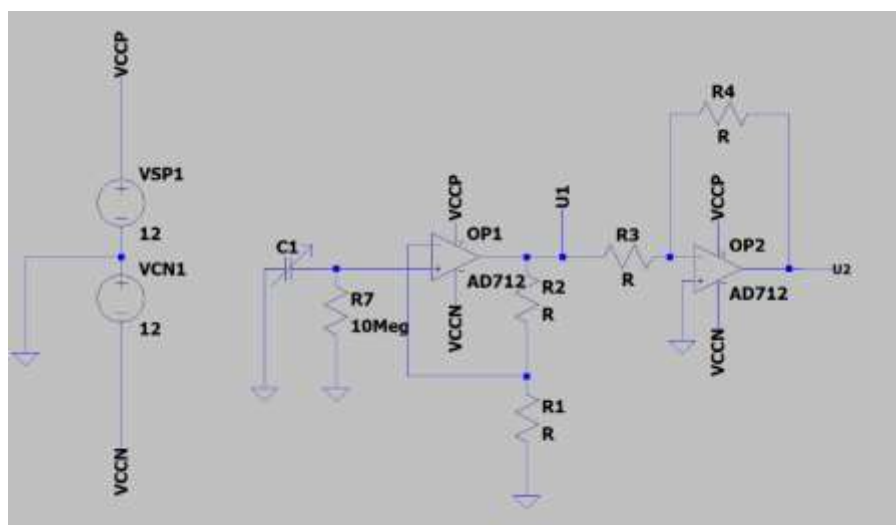 VCCP
VSP1
12
VCN1
12
VCCN
C1
R7
10Meg
VCCP
OP1
AD712
VCCN
R2
R
R1
R
U1
R3
R
R4
R
VCCP
OP2
AD712
VCCN
U2